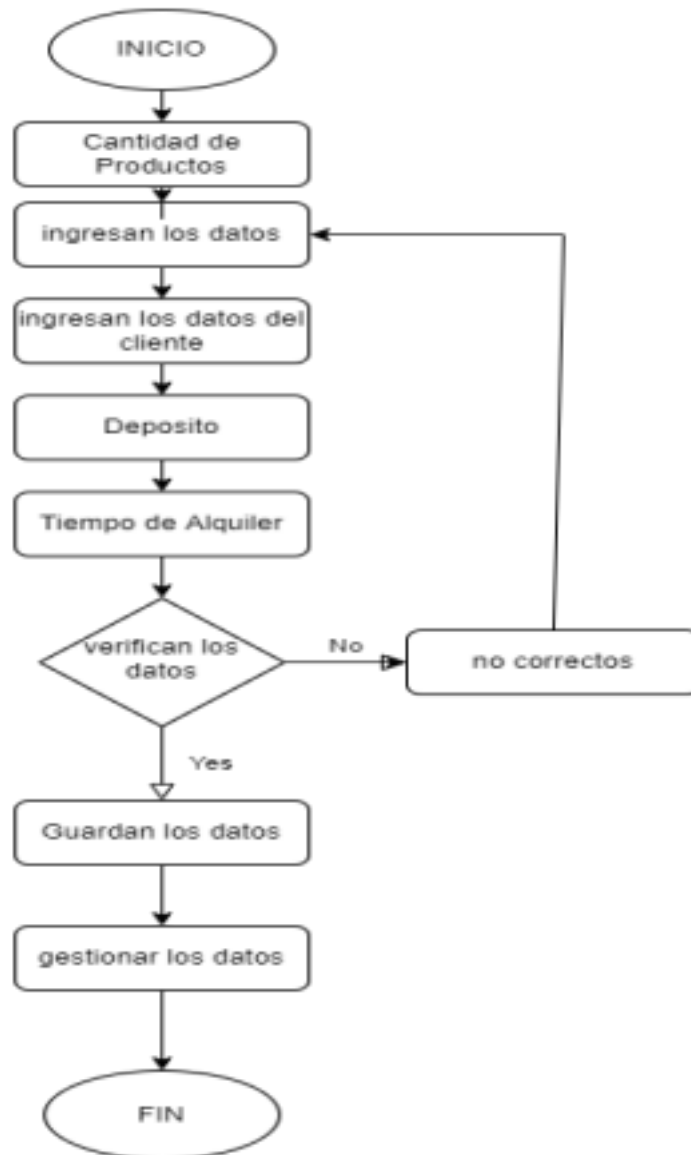 INICIO
Cantidad de
Productos
ingresan los datos
ingresan los datos del
cliente
Deposito
Tiempo de Alquiler
verifican los
datos
No
no correctos
Yes
Guardan los datos
gestionar los datos
FIN